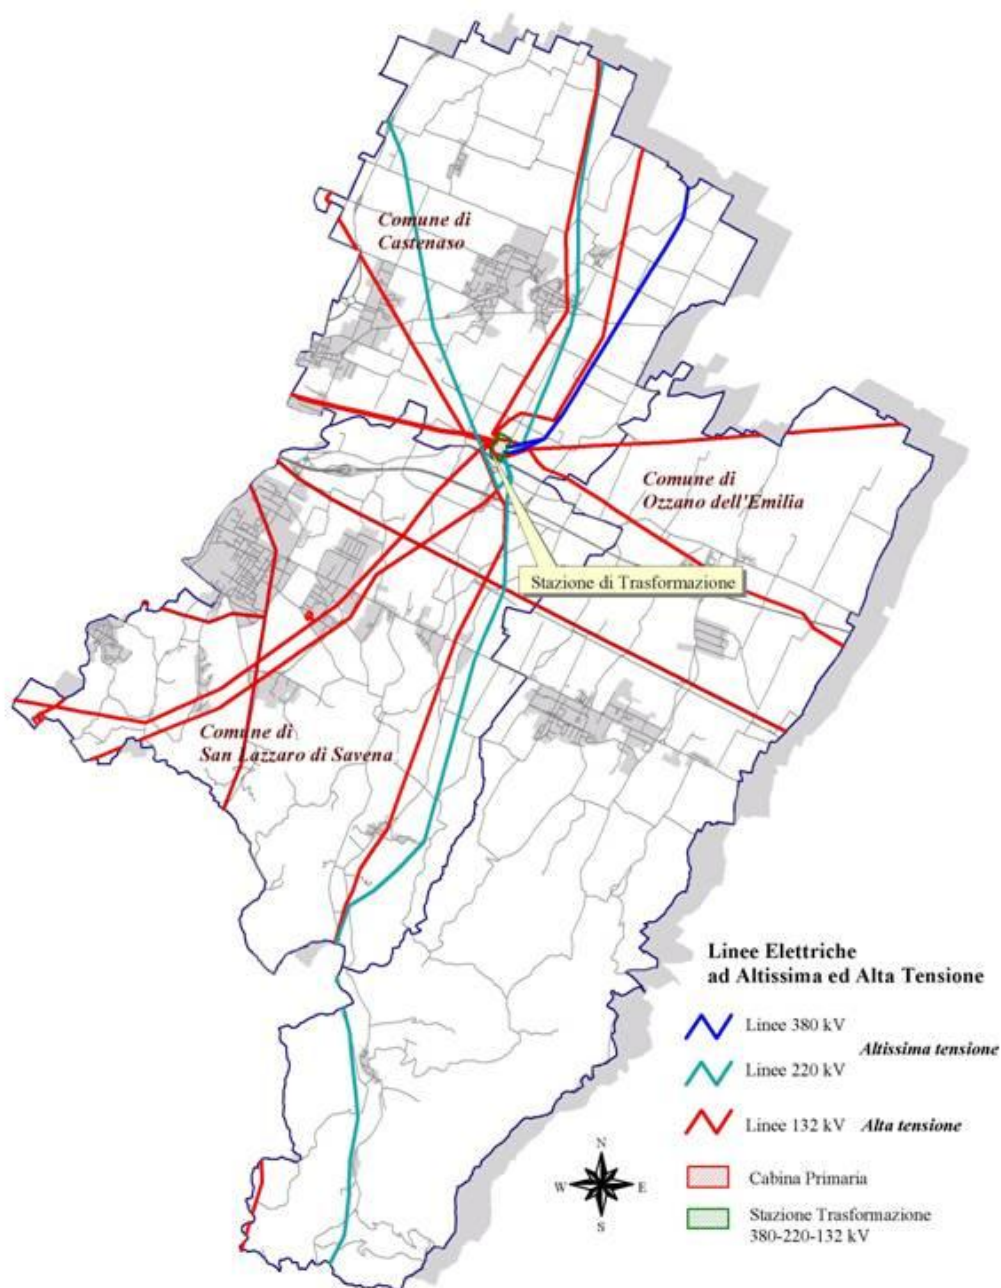 Comune di
Castenaso
Comune di
Ozzano dell'Emilia
Stazione di Trasformazione
Comune di
San Lazzaro di Savena
Linee Elettriche
ad Altissima ed Alta Tensione
Linee 380 kV
Altissima tensione
Linee 220 kV
Linee 132 kV Alta tensione
N
W E
S
Cabina Primaria
Stazione Trasformazione
380-220-132 kV